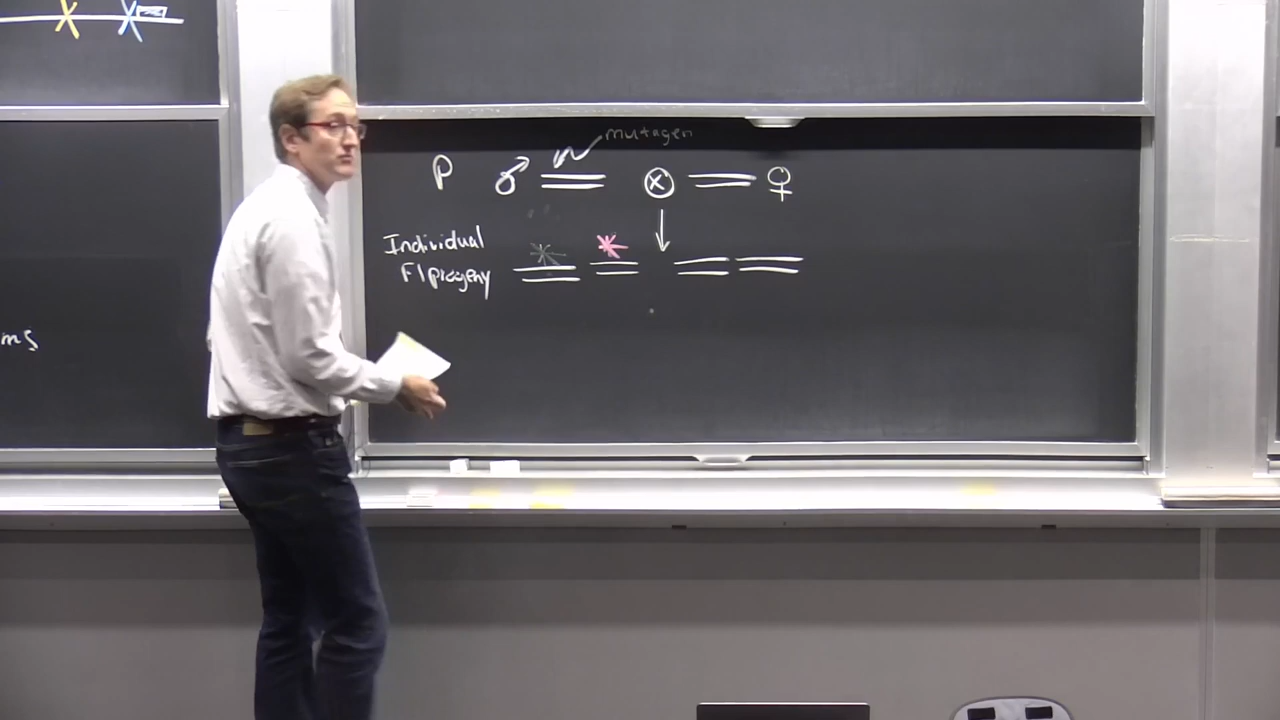 mutagen
P ♂ ⊗ ♀
Individual
F1 progeny
ms